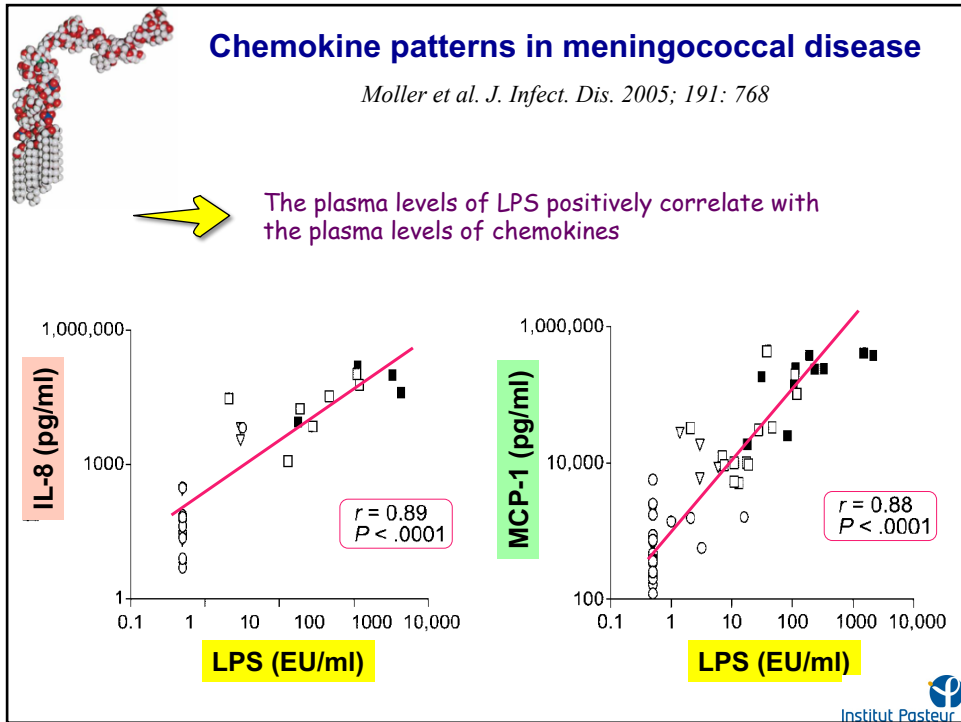 Chemokine patterns in meningococcal disease
Moller et al. J. Infect. Dis. 2005; 191: 768
The plasma levels of LPS positively correlate with
the plasma levels of chemokines
IL-8 (pg/ml)
1,000,000
1000
1
r = 0.89
P < .0001
0.1 1 10 100 1000 10,000
LPS (EU/ml)
MCP-1 (pg/ml)
1,000,000
10,000
100
r = 0.88
P < .0001
0.1 1 10 100 1000 10,000
LPS (EU/ml)
Institut Pasteur